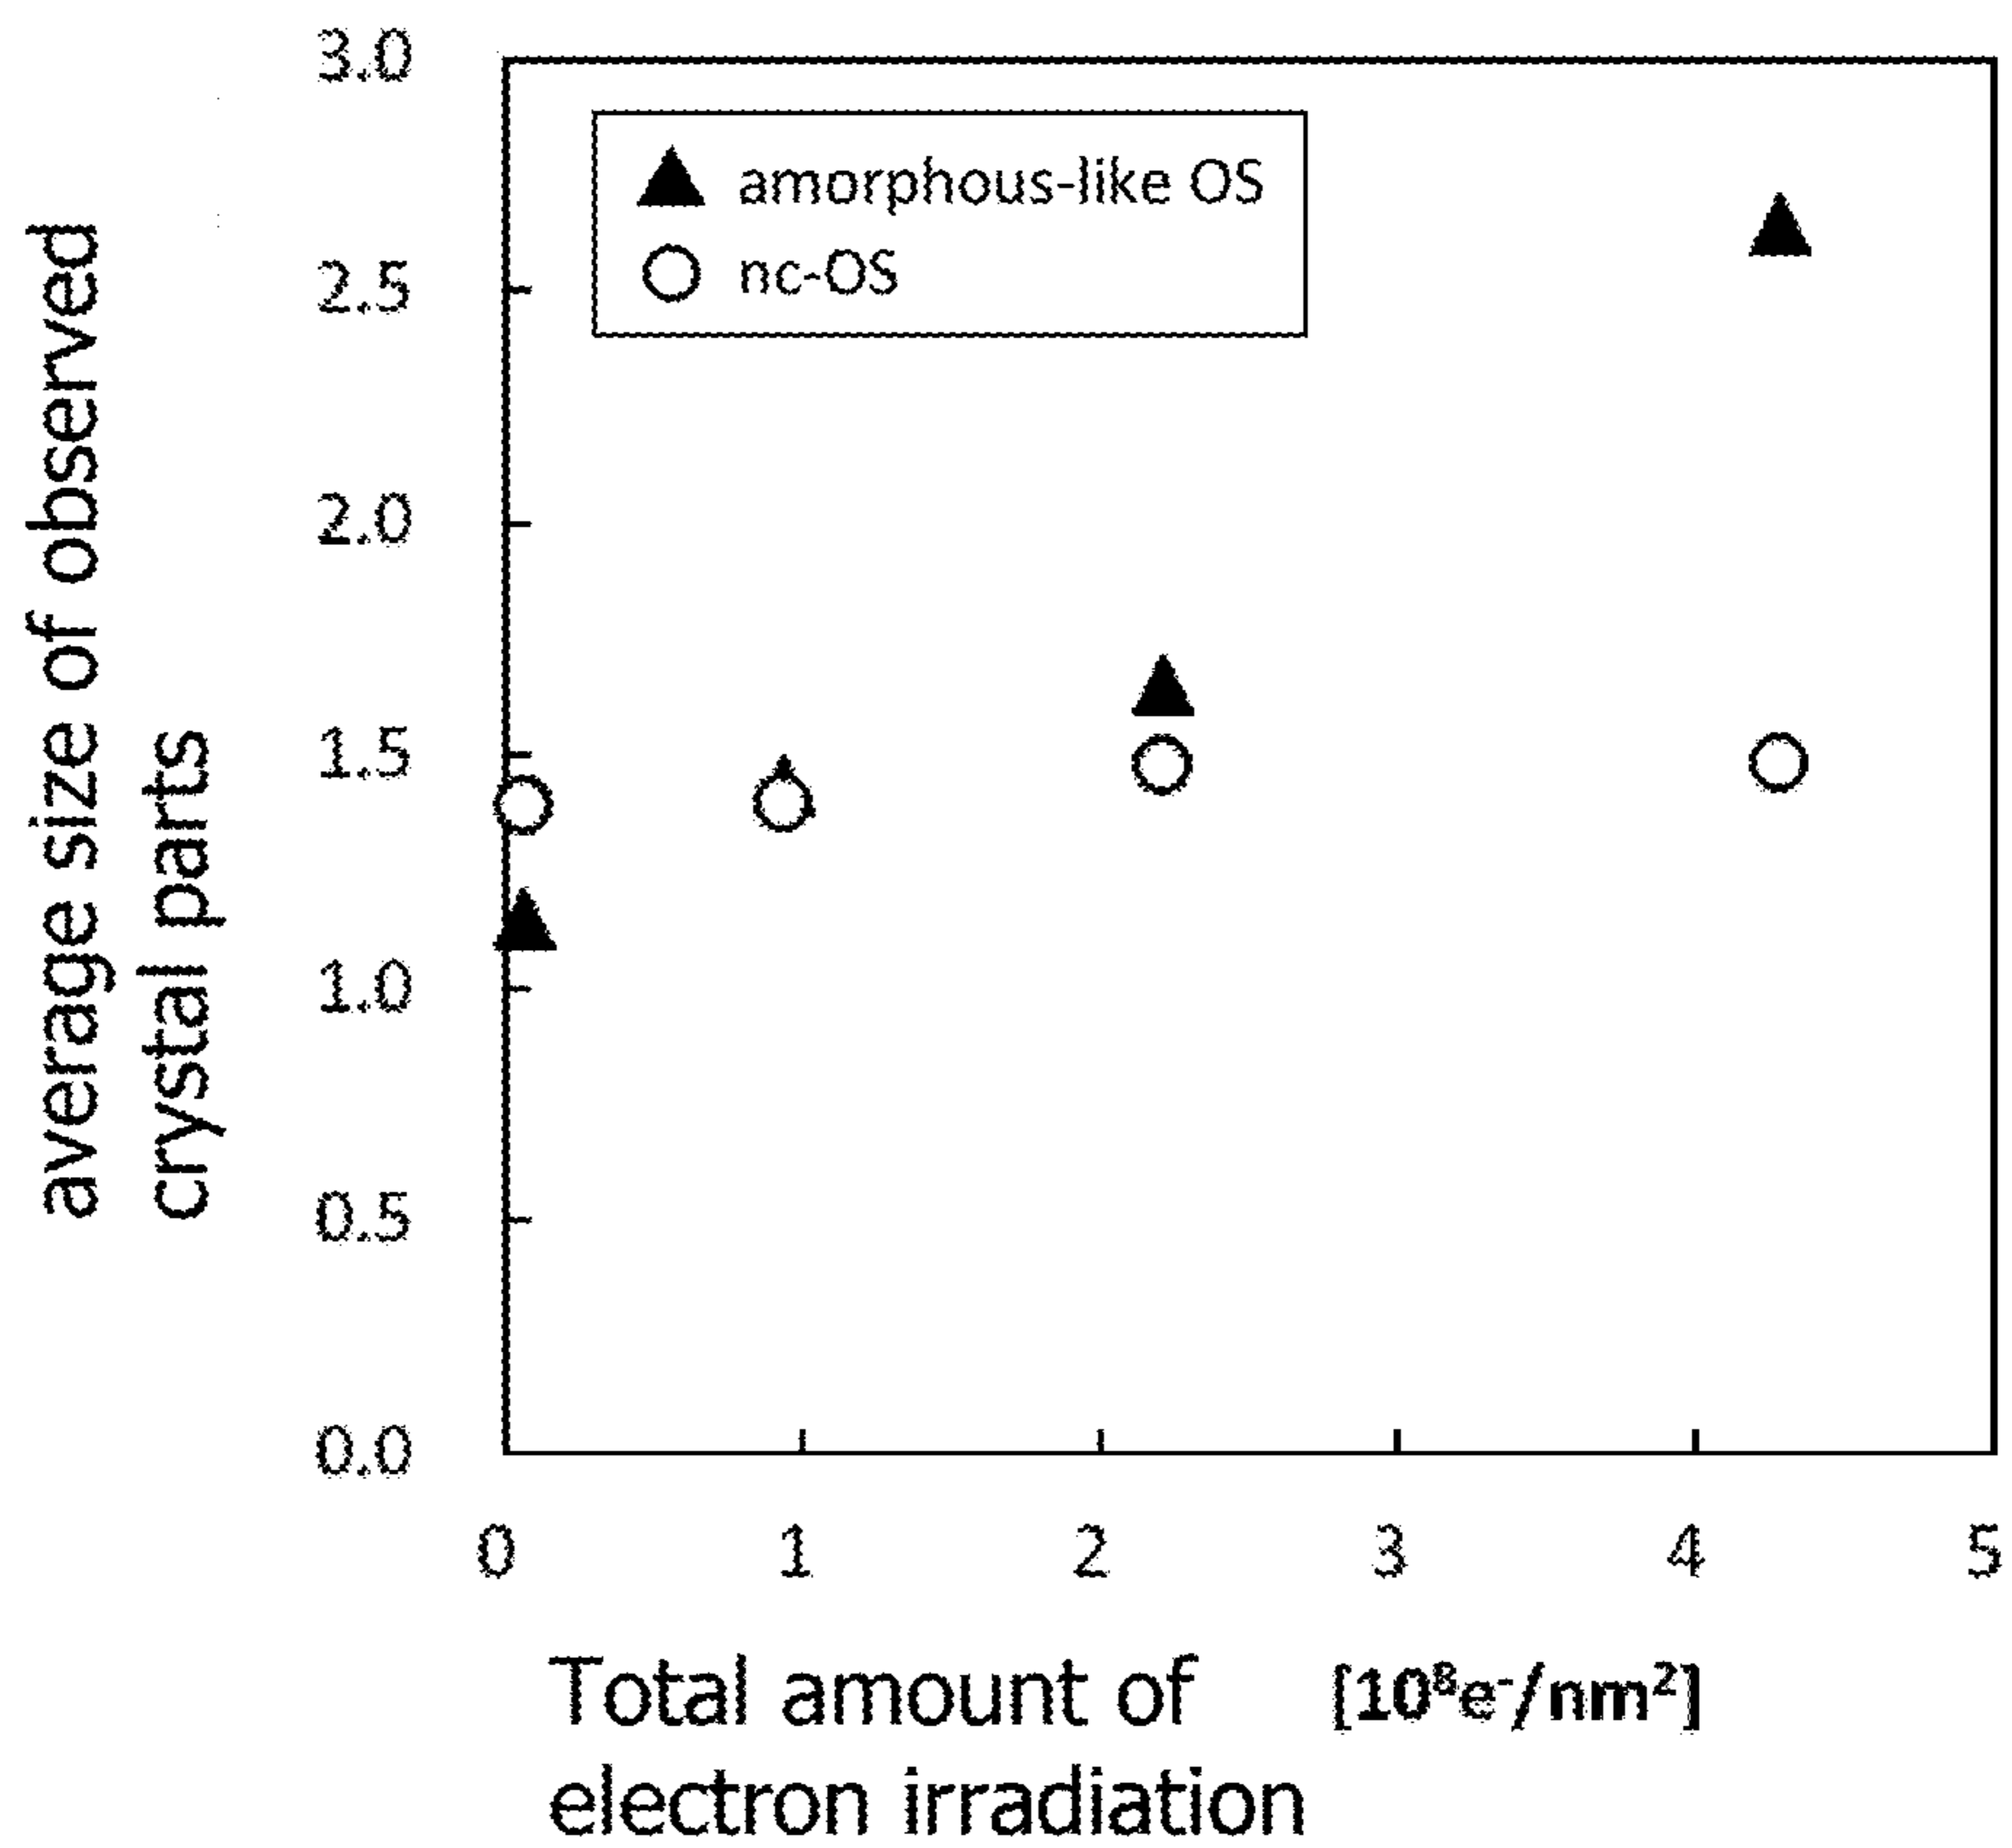 average size of observed
crystal parts
3.0
2.5
2.0
1.5
1.0
0.5
0.0
amorphous-like OS
nc-OS
0 1 2 3 4 5
Total amount of [10⁸e⁻/nm²]
electron irradiation